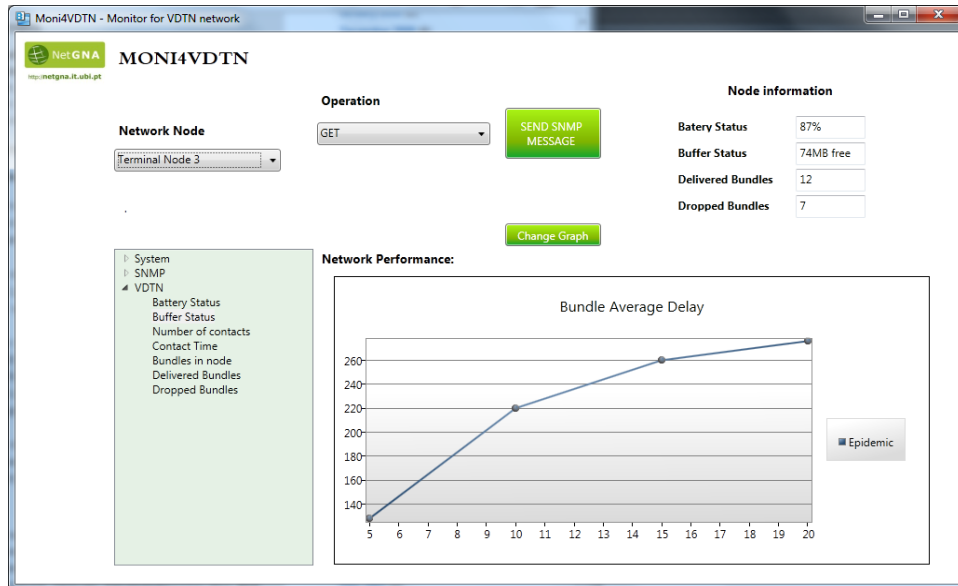 Moni4VDTN - Monitor for VDTN network
NetGNA
http://netgna.it.ubi.pt
MONI4VDTN
Network Node
Terminal Node 3
Operation
GET
SEND SNMP
MESSAGE
Node information
Batery Status 87%
Buffer Status 74MB free
Delivered Bundles 12
Dropped Bundles 7
Change Graph
System
SNMP
VDTN
Battery Status
Buffer Status
Number of contacts
Contact Time
Bundles in node
Delivered Bundles
Dropped Bundles
Network Performance:
Bundle Average Delay
260
240
220
200
180
160
140
5 6 7 8 9 10 11 12 13 14 15 16 17 18 19 20
Epidemic